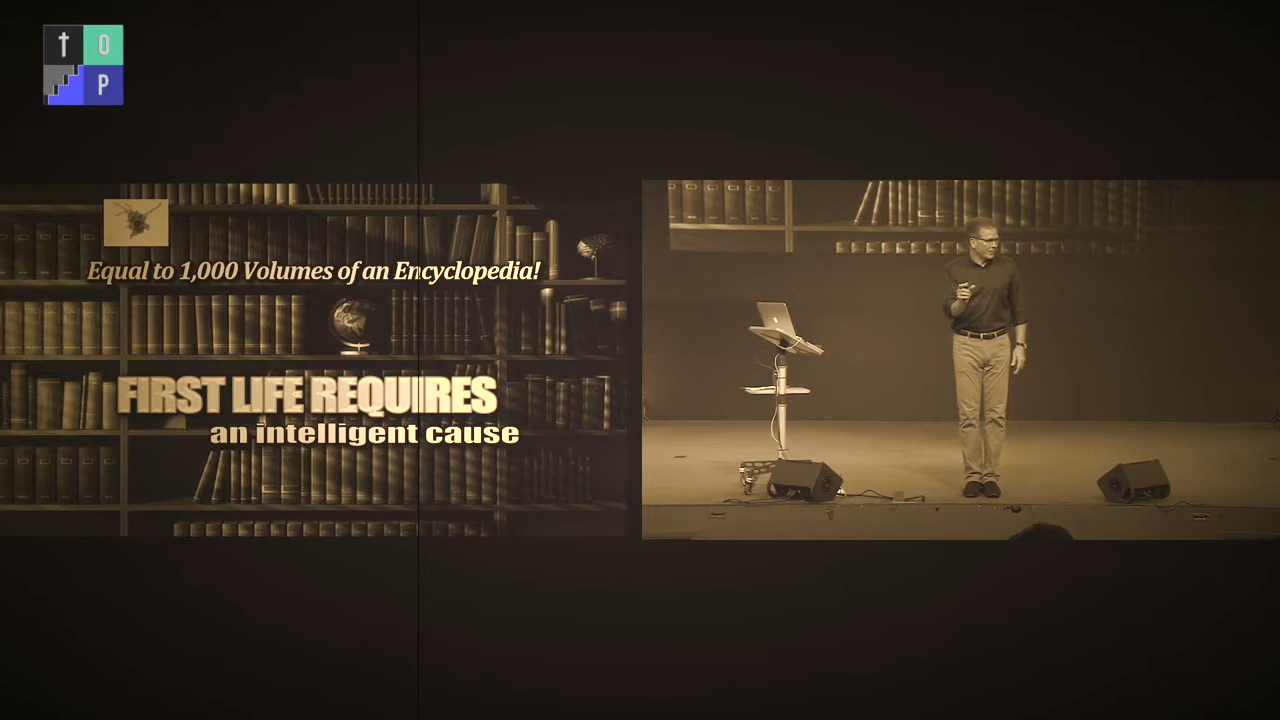 † O
P
Equal to 1,000 Volumes of an Encyclopedia!
FIRST LIFE REQUIRES
an intelligent cause